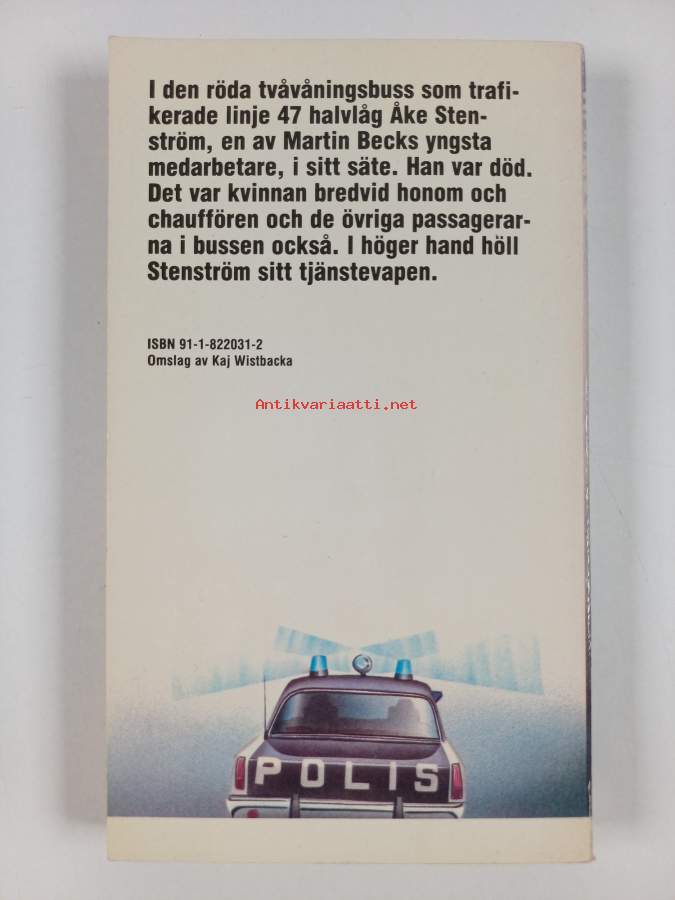 I den röda tvåvåningsbuss som trafi-
kerade linje 47 halvlåg Åke Sten-
ström, en av Martin Becks yngsta
medarbetare, i sitt säte. Han var död.
Det var kvinnan bredvid honom och
chauffören och de övriga passagerar-
na i bussen också. I höger hand höll
Stenström sitt tjänstevapen.
ISBN 91-1-822031-2
Omslag av Kaj Wistbacka
Antikvariaatti.net
POLIS